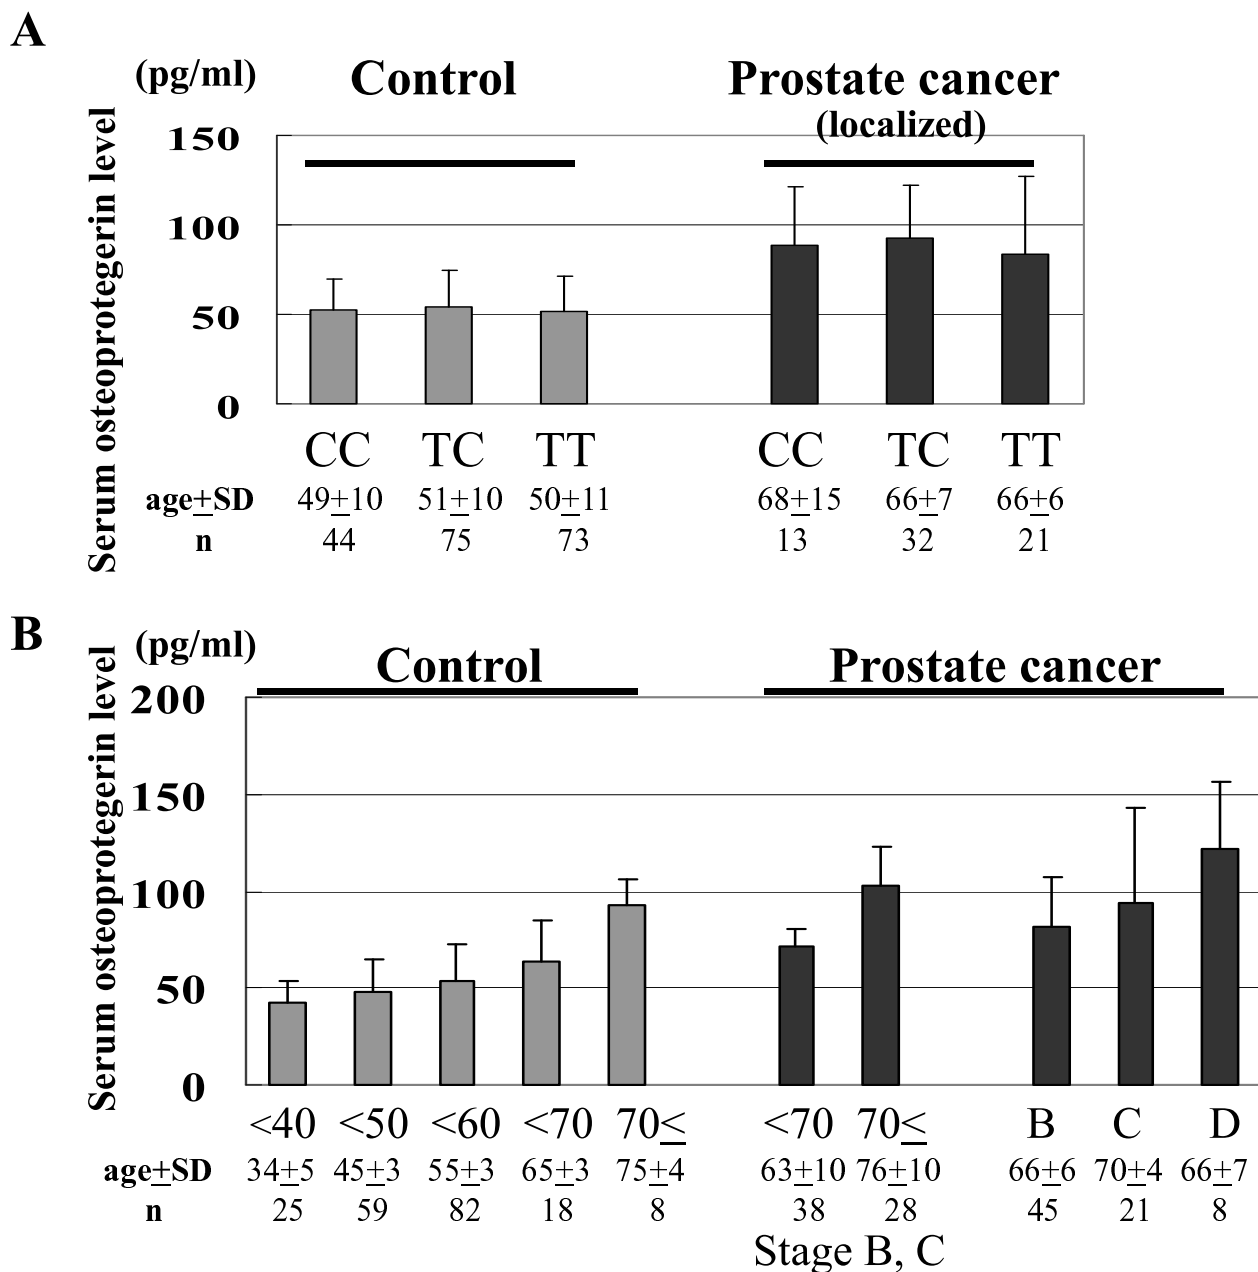 A
(pg/ml)
Control
Prostate cancer
(localized)
Serum osteoprotegerin level
150
100
50
0
CC TC TT CC TC TT
age±SD 49±10 51±10 50±11 68±15 66±7 66±6
n 44 75 73 13 32 21
B
(pg/ml)
Control
Prostate cancer
Serum osteoprotegerin level
200
150
100
50
0
<40 <50 <60 <70 70≤ <70 70≤ B C D
age±SD 34±5 45±3 55±3 65±3 75±4 63±10 76±10 66±6 70±4 66±7
n 25 59 82 18 8 38 28 45 21 8
Stage B, C